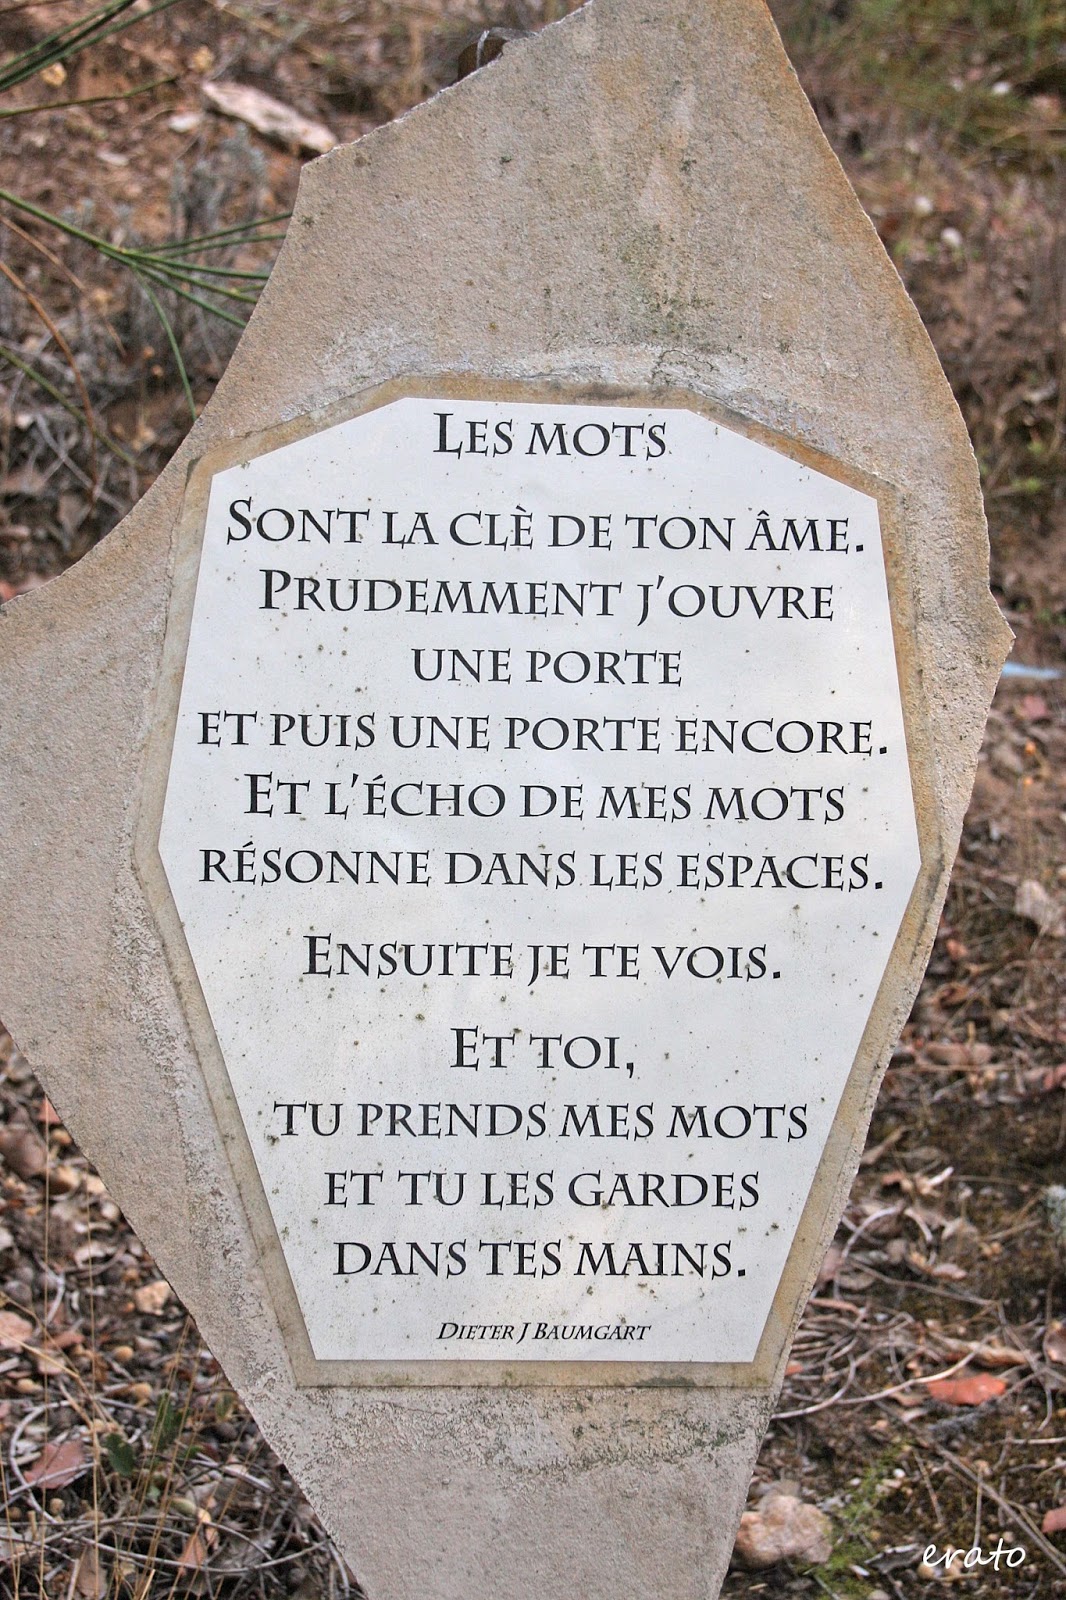 Les mots
Sont la clè de ton âme.
Prudemment j'ouvre
une porte
et puis une porte encore.
Et l'écho de mes mots
résonne dans les espaces.
Ensuite je te vois.
Et toi,
tu prends mes mots
et tu les gardes
dans tes mains.
Dieter J Baumgart
erato